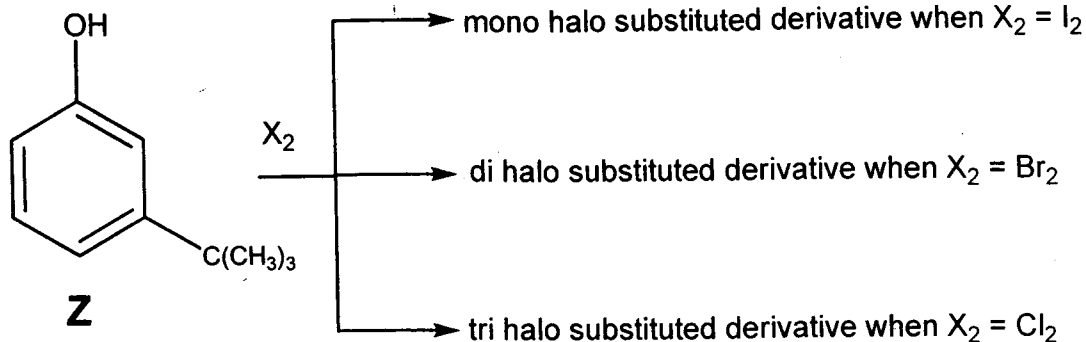 OH
mono halo substituted derivative when X₂ = I₂
X₂
di halo substituted derivative when X₂ = Br₂
C(CH₃)₃
Z
tri halo substituted derivative when X₂ = Cl₂